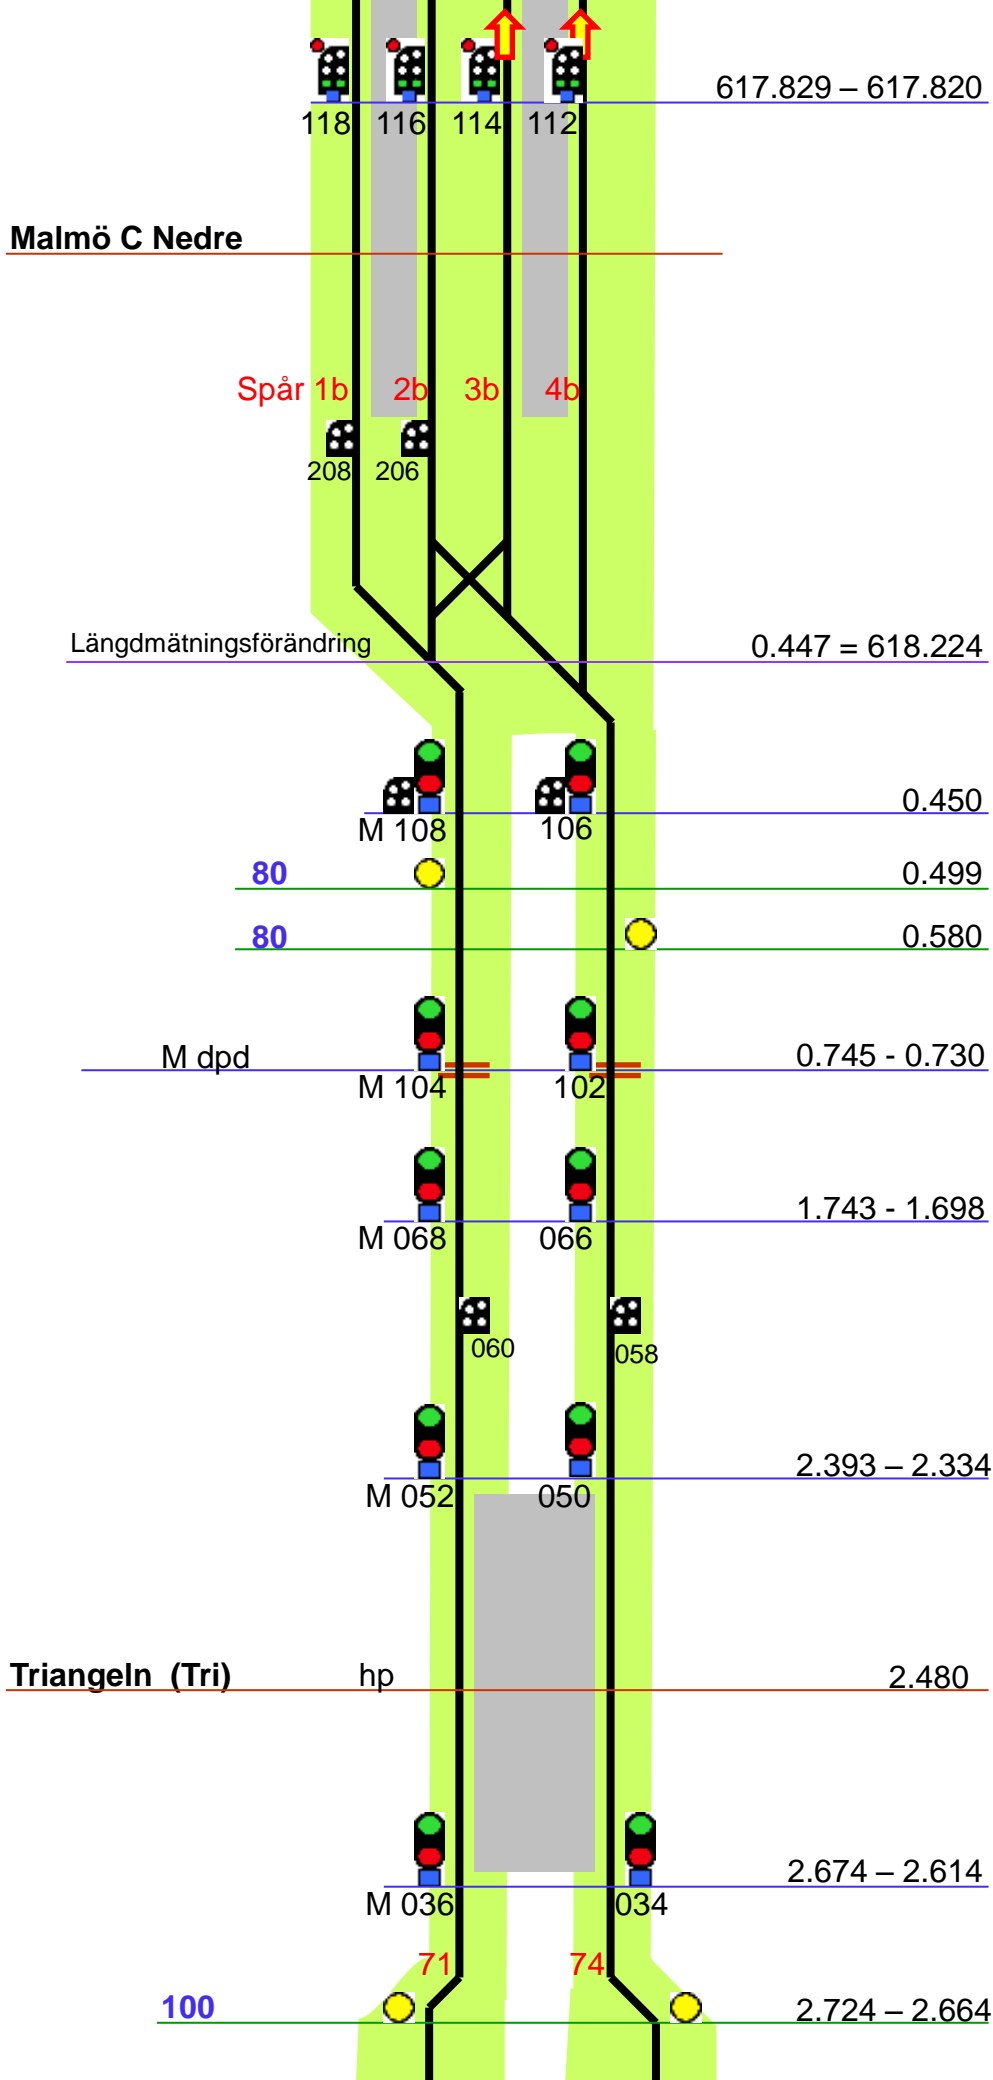 617.829 – 617.820
118 116 114 112
Malmö C Nedre
Spår 1b 2b 3b 4b
208 206
Längdmätningsförändring 0.447 = 618.224
0.450
M 108 106
80 0.499
80 0.580
M dpd 0.745 - 0.730
M 104 102
1.743 - 1.698
M 068 066
060 058
2.393 – 2.334
M 052 050
Triangeln (Tri) hp 2.480
2.674 – 2.614
M 036 034
71 74
100 2.724 – 2.664